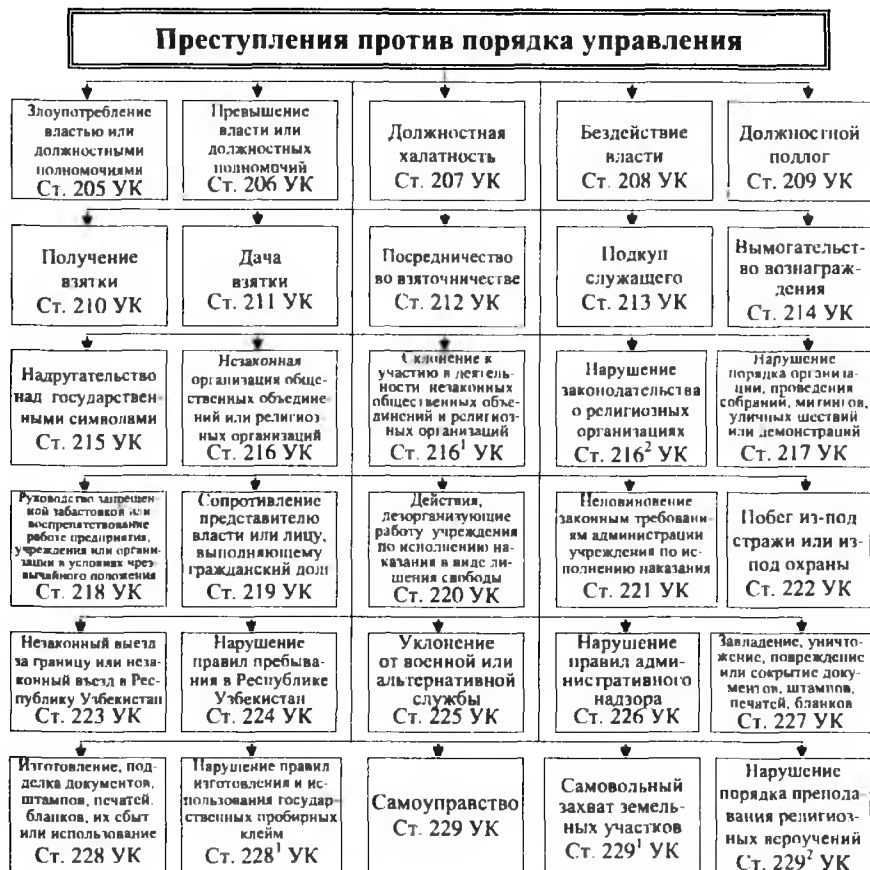 Преступления против порядка управления
Злоупотребление
властью или
должностными
полномочиями
Ст. 205 УК
Превышение
власти или
должностных
полномочий
Ст. 206 УК
Должностная
халатность
Ст. 207 УК
Бездействие
власти
Ст. 208 УК
Должностной
подлог
Ст. 209 УК
Получение
взятки
Ст. 210 УК
Дача
взятки
Ст. 211 УК
Посредничество
во взяточничестве
Ст. 212 УК
Подкуп
служащего
Ст. 213 УК
Вымогательст-
во вознаграж-
дения
Ст. 214 УК
Надругательство
над государствен-
ными символами
Ст. 215 УК
Незаконная
организация общест-
венных объедине-
ний или религиоз
ных организаций
Ст. 216 УК
Склонение к
участию в деятель-
ности незаконных
общественных объе-
динений и религиоз-
ных организаций
Ст. 216¹ УК
Нарушение
законодательства
о религиозных
организациях
Ст. 216² УК
Нарушение
порядка организа-
ции, проведения
собраний, митингов,
уличных шествий
или демонстраций
Ст. 217 УК
Руководство запрещен-
ной забастовкой или
воспрепятствование
работе предприятия,
учреждения или органи-
зации в условиях чрез-
вычайного положения
Ст. 218 УК
Сопротивление
представителю
власти или лицу,
выполняющему
гражданский долг
Ст. 219 УК
Действия,
дезорганизующие
работу учреждения
по исполнению на-
казания в виде ли-
шения свободы
Ст. 220 УК
Неповиновение
законным требовани-
ям администрации
учреждения по ис-
полнению наказания
Ст. 221 УК
Побег из-под
стражи или из-
под охраны
Ст. 222 УК
Незаконный выезд
за границу или неза-
конный въезд в Рес-
публику Узбекистан
Ст. 223 УК
Нарушение
правил пребыва-
ния в Республике
Узбекистан
Ст. 224 УК
Уклонение
от военной или
альтернативной
службы
Ст. 225 УК
Нарушение
правил адми-
нистративного
надзора
Ст. 226 УК
Завладение, уничто-
жение, повреждение
или сокрытие доку-
ментов, штампов,
печатей, бланков
Ст. 227 УК
Изготовление, под-
делка документов,
штампов, печатей.
бланков, их сбыт
или использование
Ст. 228 УК
Нарушение правил
изготовления и ис-
пользования государ-
ственных пробирных
клейм
Ст. 228¹ УК
Самоуправство
Ст. 229 УК
Самовольный
захват земель-
ных участков
Ст. 229¹ УК
Нарушение
порядка препода
вания религиоз-
ных вероучений
Ст. 229² УК